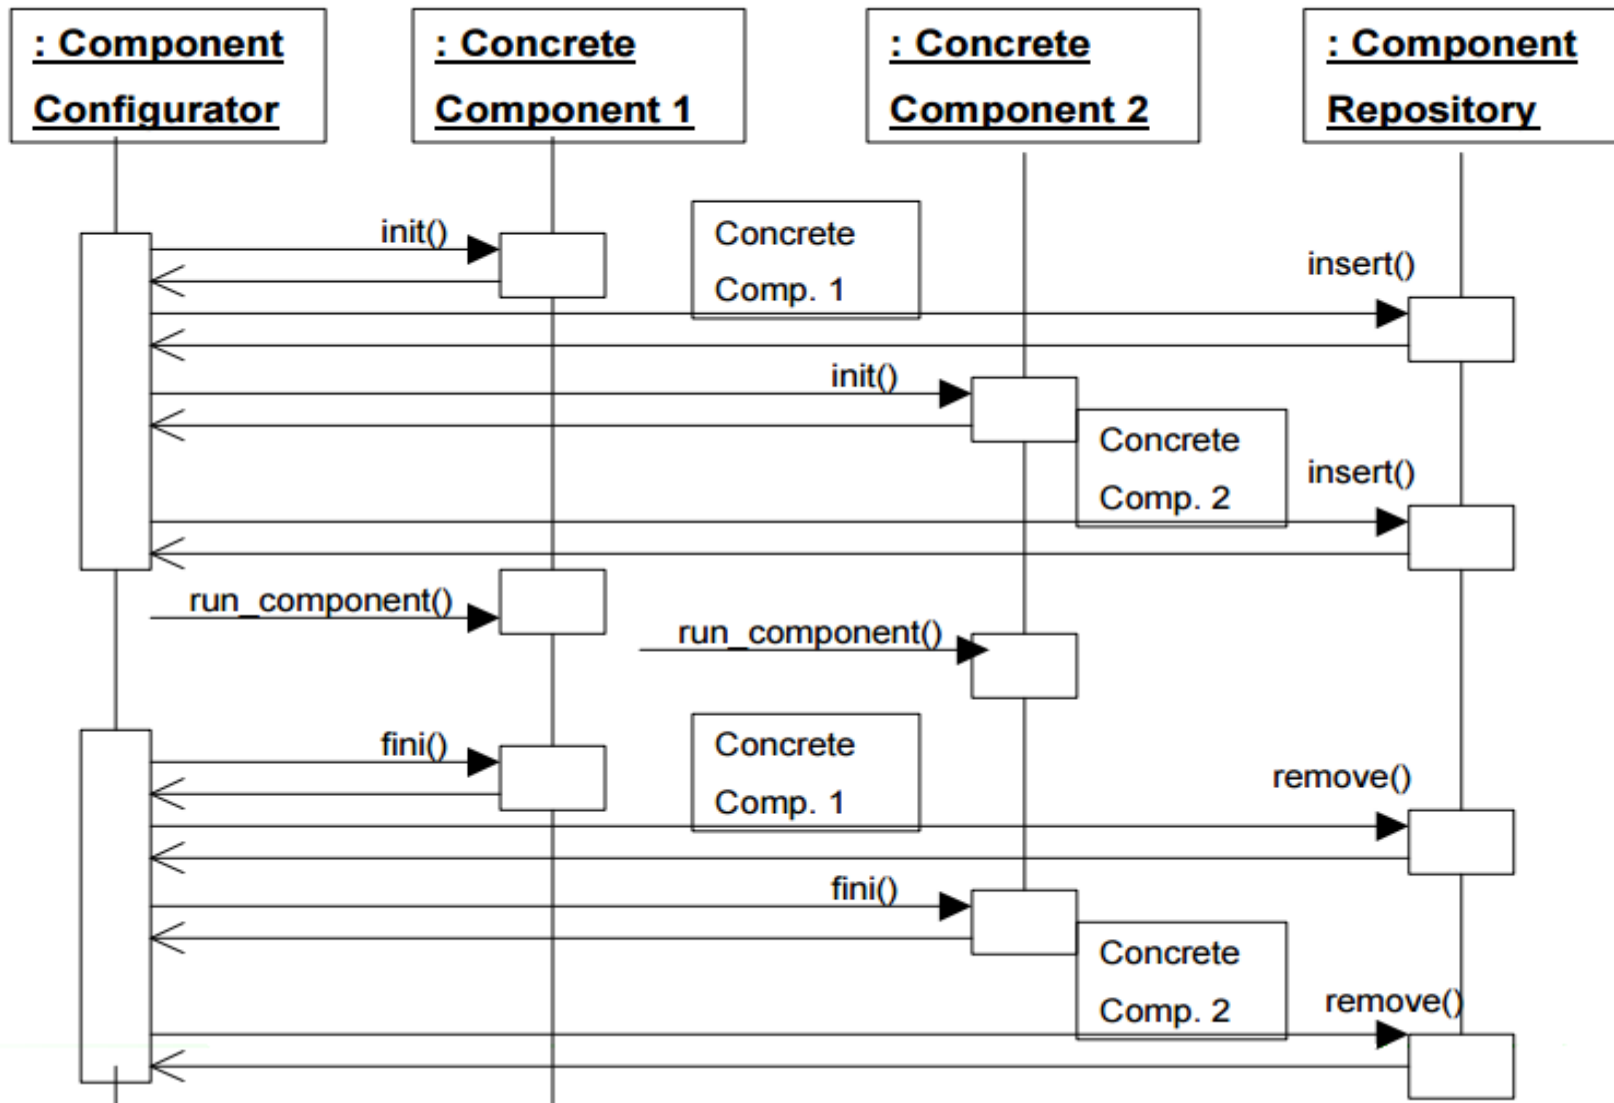 : Component
Configurator
: Concrete
Component 1
: Concrete
Component 2
: Component
Repository
init()
Concrete
Comp. 1
insert()
init()
Concrete
Comp. 2
insert()
run_component()
run_component()
fini()
Concrete
Comp. 1
remove()
fini()
Concrete
Comp. 2
remove()